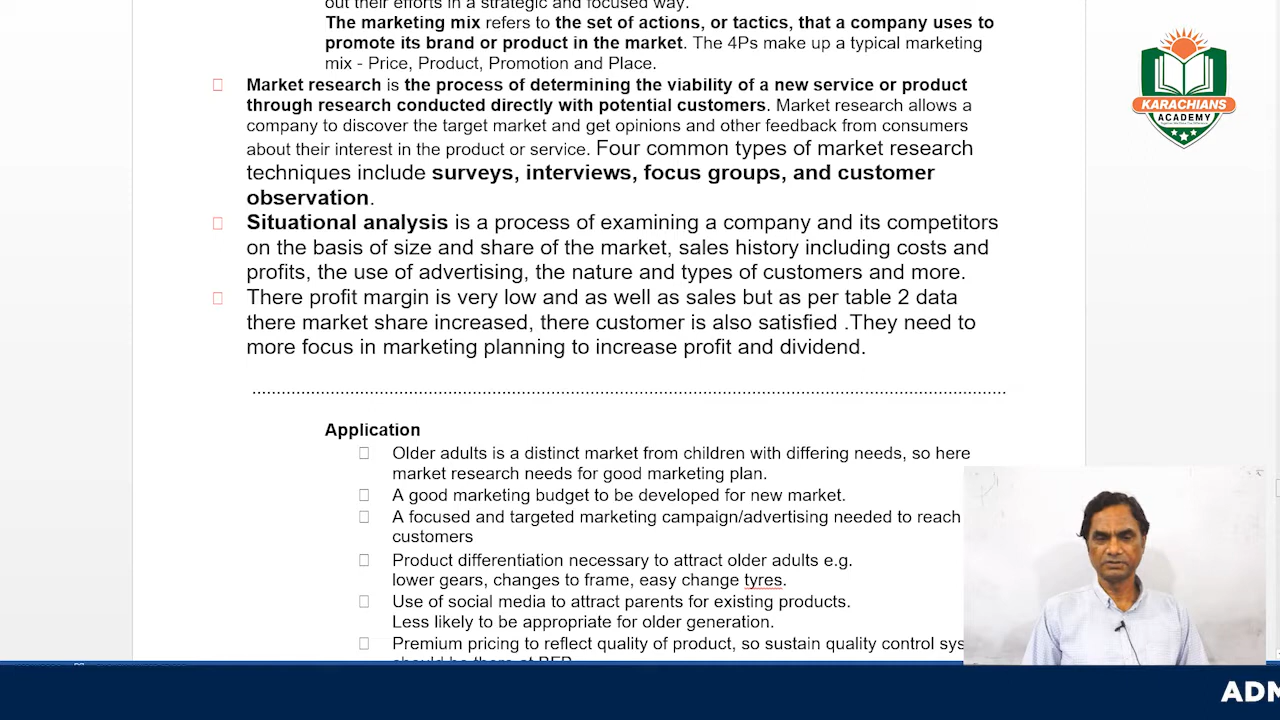 out their efforts in a strategic and focused way.
The marketing mix refers to the set of actions, or tactics, that a company uses to
promote its brand or product in the market. The 4Ps make up a typical marketing
mix - Price, Product, Promotion and Place.
Market research is the process of determining the viability of a new service or product
through research conducted directly with potential customers. Market research allows a
company to discover the target market and get opinions and other feedback from consumers
about their interest in the product or service. Four common types of market research
techniques include surveys, interviews, focus groups, and customer
observation.
Situational analysis is a process of examining a company and its competitors
on the basis of size and share of the market, sales history including costs and
profits, the use of advertising, the nature and types of customers and more.
There profit margin is very low and as well as sales but as per table 2 data
there market share increased, there customer is also satisfied .They need to
more focus in marketing planning to increase profit and dividend.
Application
Older adults is a distinct market from children with differing needs, so here
market research needs for good marketing plan.
A good marketing budget to be developed for new market.
A focused and targeted marketing campaign/advertising needed to reach
customers
Product differentiation necessary to attract older adults e.g.
lower gears, changes to frame, easy change tyres.
Use of social media to attract parents for existing products.
Less likely to be appropriate for older generation.
Premium pricing to reflect quality of product, so sustain quality control sys
KARACHIANS
ACADEMY
ADM